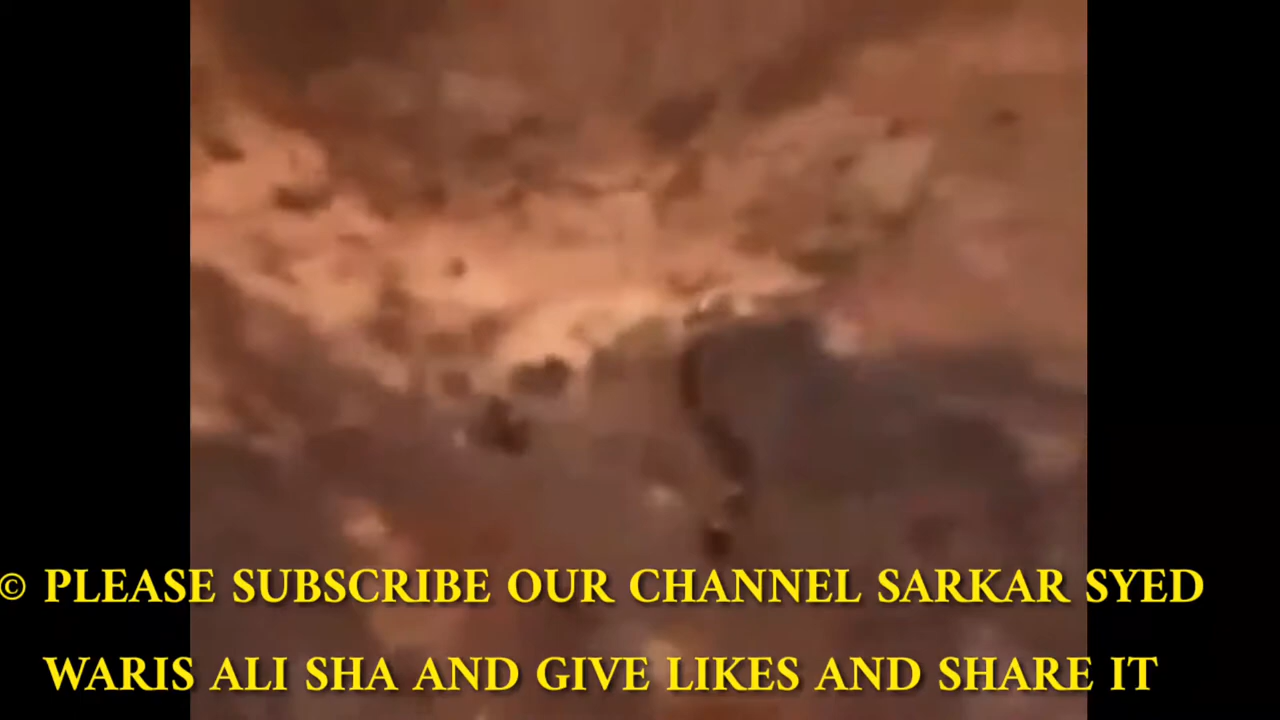 © PLEASE SUBSCRIBE OUR CHANNEL SARKAR SYED
WARIS ALI SHA AND GIVE LIKES AND SHARE IT